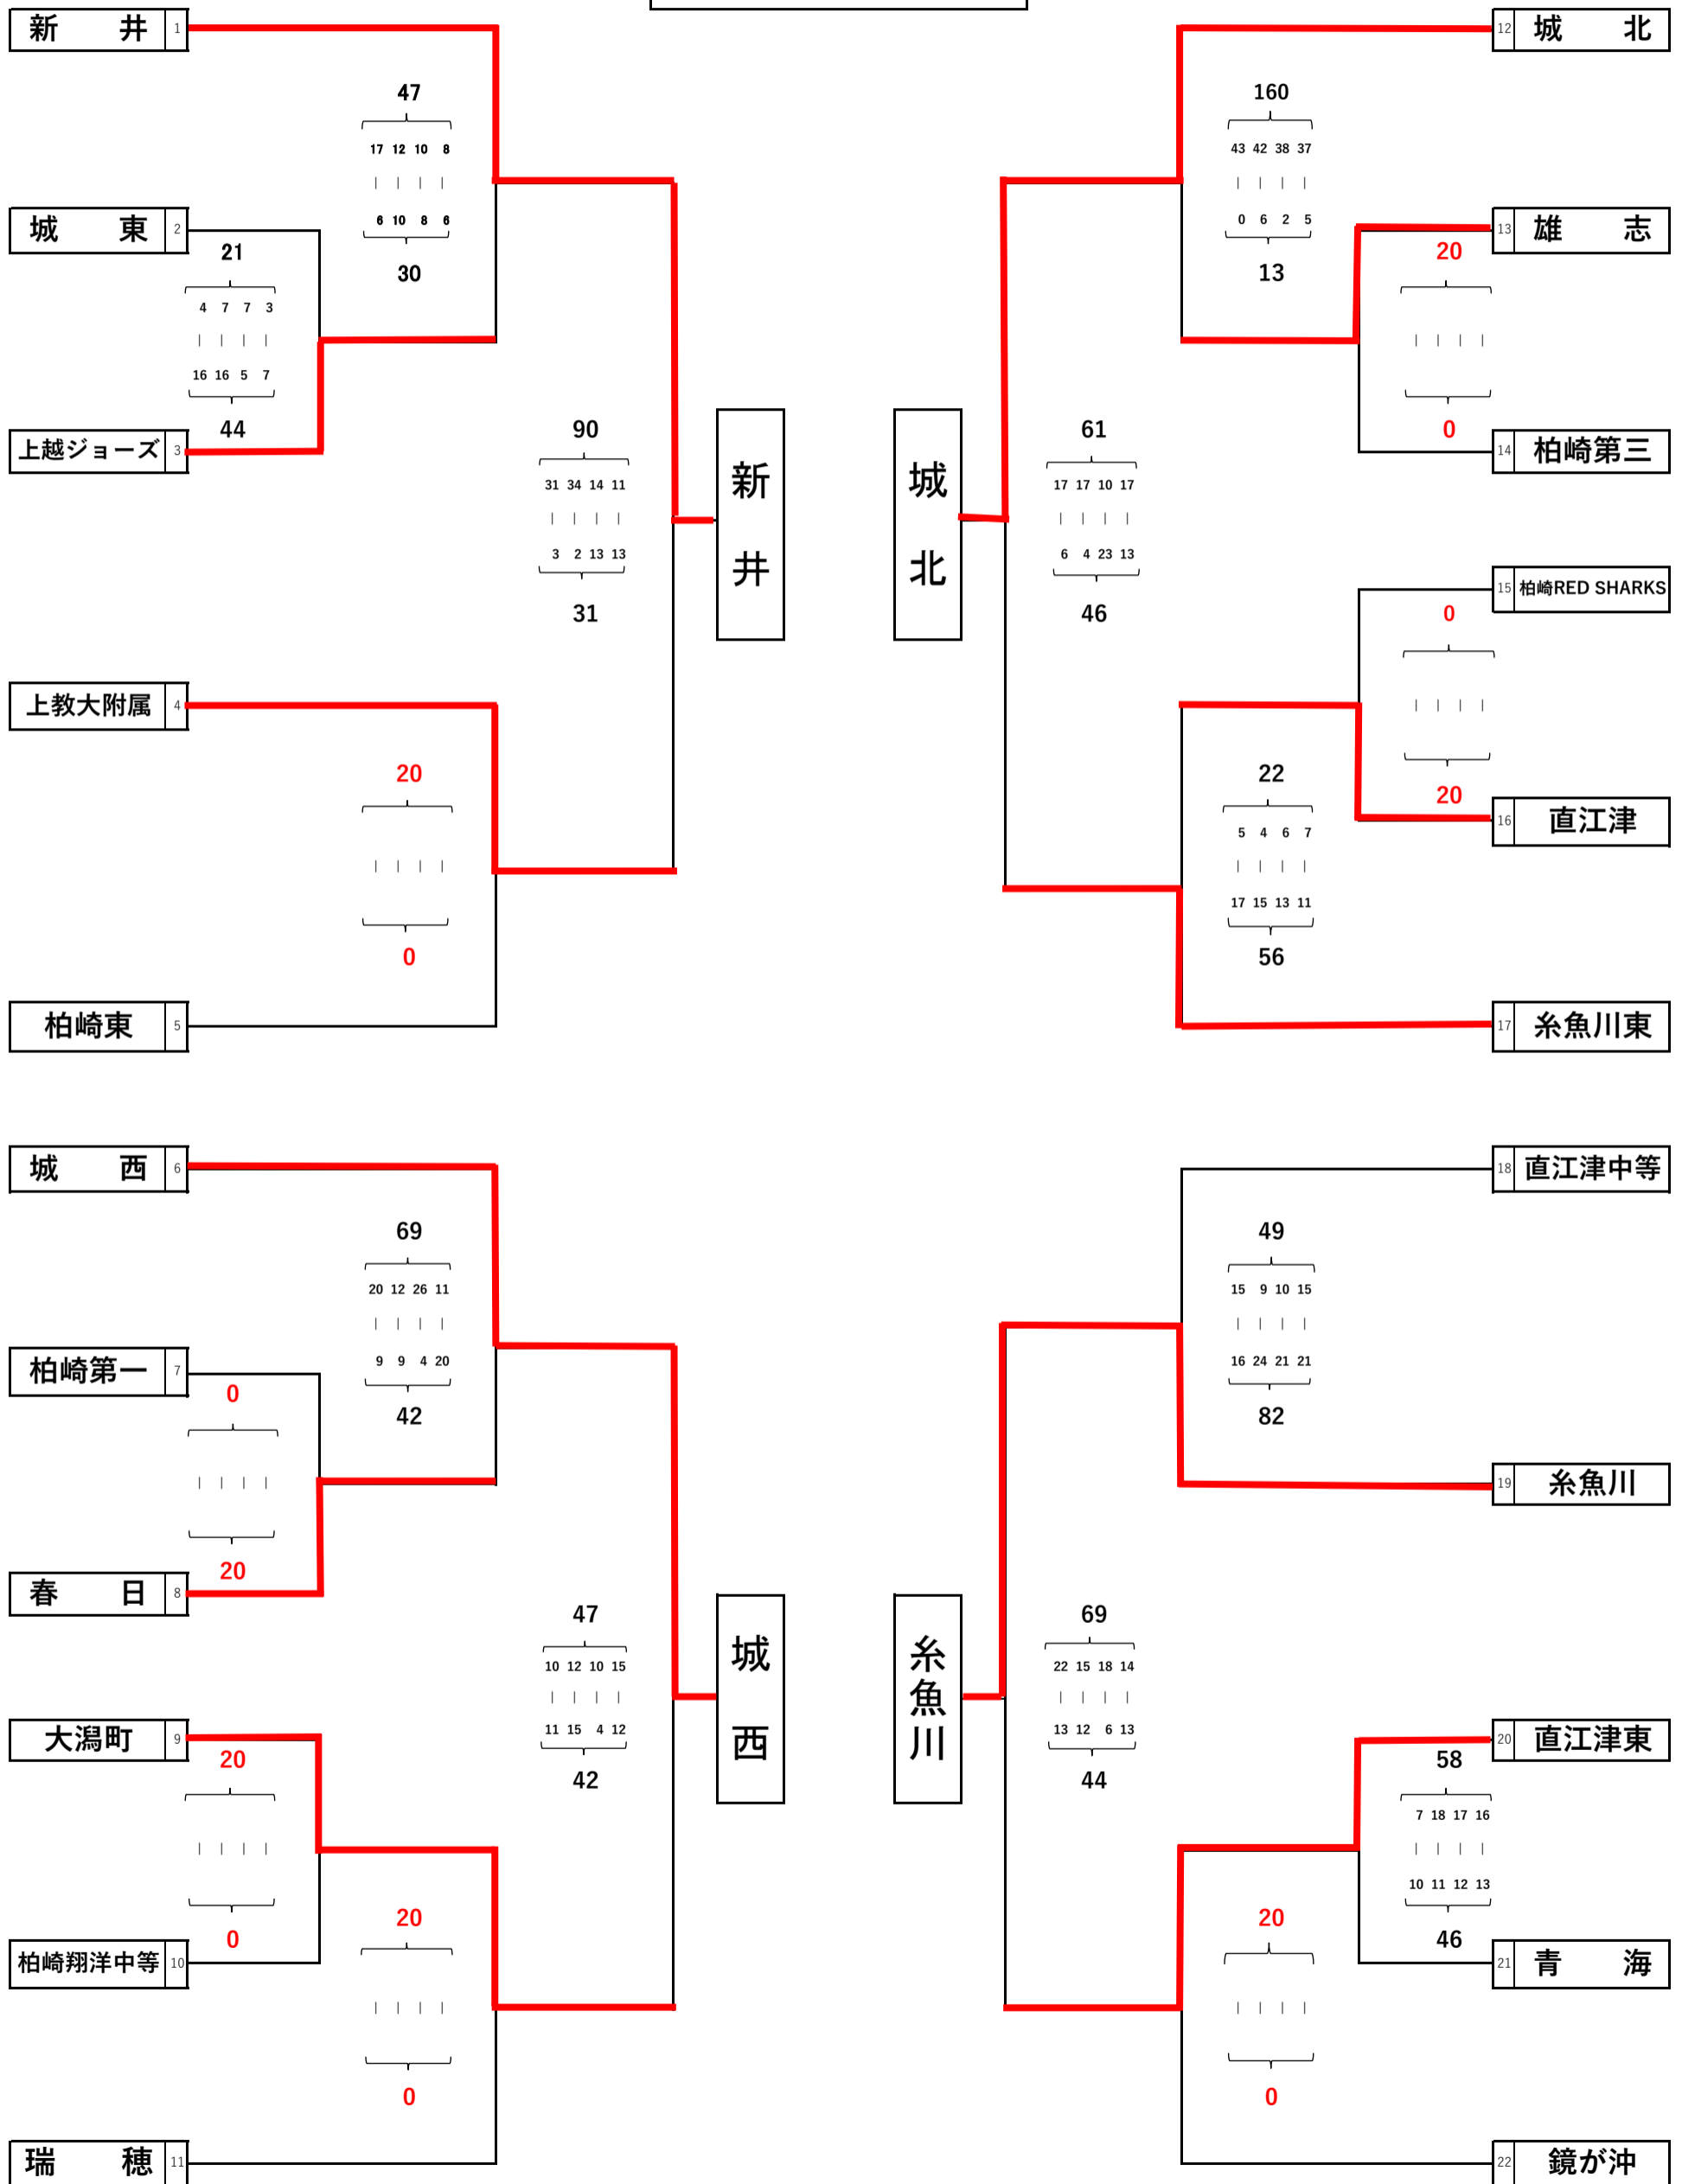 新 井 1
47
17 12 10 8
6 10 8 6
30
城 東 2
21
4 7 7 3
16 16 5 7
44
上越ジョーズ 3
90
31 34 14 11
3 2 13 13
31
新井
上教大附属 4
20
0
柏崎東 5
城 西 6
69
20 12 26 11
9 9 4 20
42
柏崎第一 7
0
20
春 日 8
47
10 12 10 15
11 15 4 12
42
城西
大潟町 9
20
0
柏崎翔洋中等 10
20
0
瑞 穂 11
12 城 北
160
43 42 38 37
0 6 2 5
13
13 雄 志
20
0
14 柏崎第三
城北
61
17 17 10 17
6 4 23 13
46
15 柏崎RED SHARKS
0
20
16 直江津
22
5 4 6 7
17 15 13 11
56
17 糸魚川東
18 直江津中等
49
15 9 10 15
16 24 21 21
82
19 糸魚川
糸魚川
69
22 15 18 14
13 12 6 13
44
20 直江津東
58
7 18 17 16
10 11 12 13
46
21 青 海
20
0
22 鏡が沖